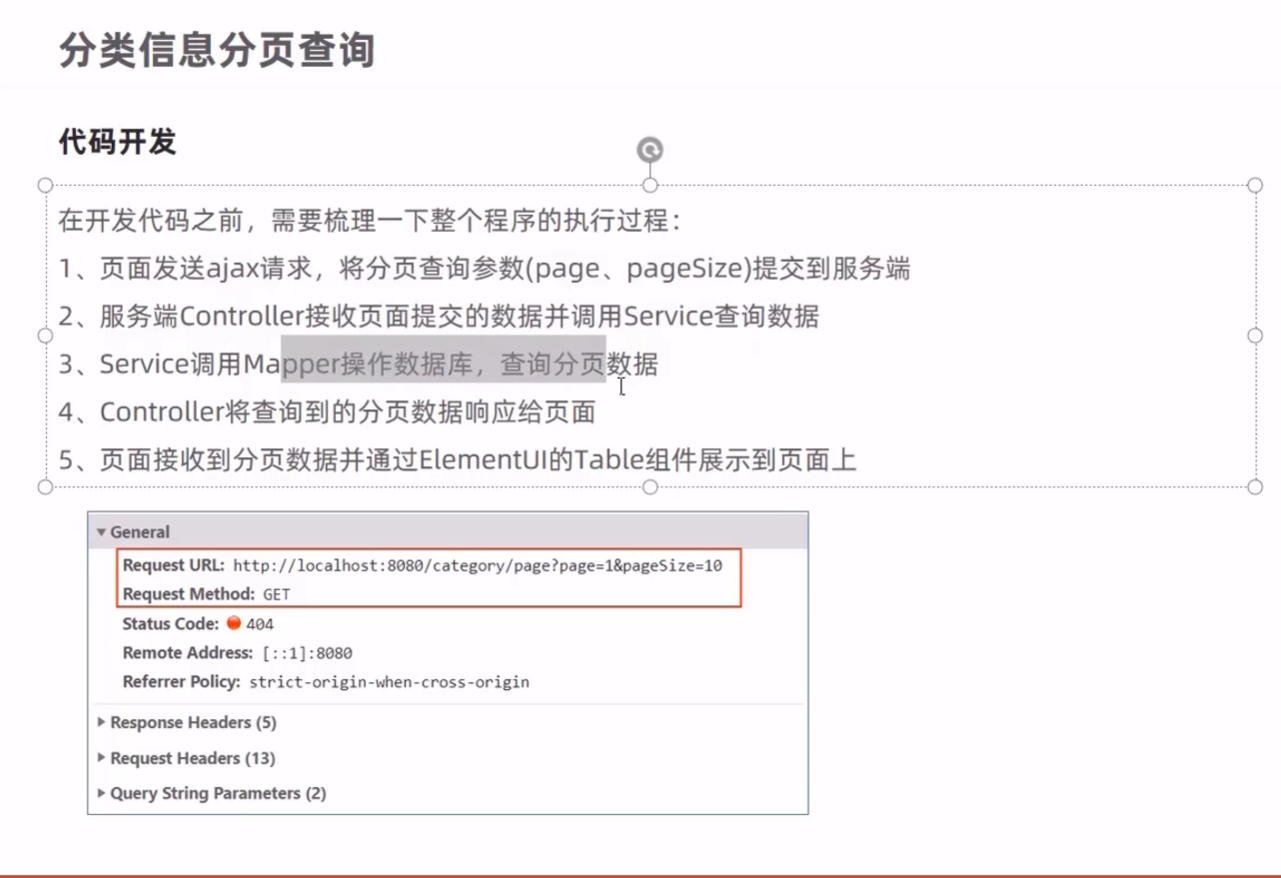 分类信息分页查询
代码开发
在开发代码之前，需要梳理一下整个程序的执行过程：
1、页面发送ajax请求，将分页查询参数(page、pageSize)提交到服务端
2、服务端Controller接收页面提交的数据并调用Service查询数据
3、Service调用Mapper操作数据库，查询分页数据
4、Controller将查询到的分页数据响应给页面
5、页面接收到分页数据并通过ElementUI的Table组件展示到页面上
General
Request URL: http://localhost:8080/category/page?page=1&pageSize=10
Request Method: GET
Status Code: 404
Remote Address: [::1]:8080
Referrer Policy: strict-origin-when-cross-origin
Response Headers (5)
Request Headers (13)
Query String Parameters (2)